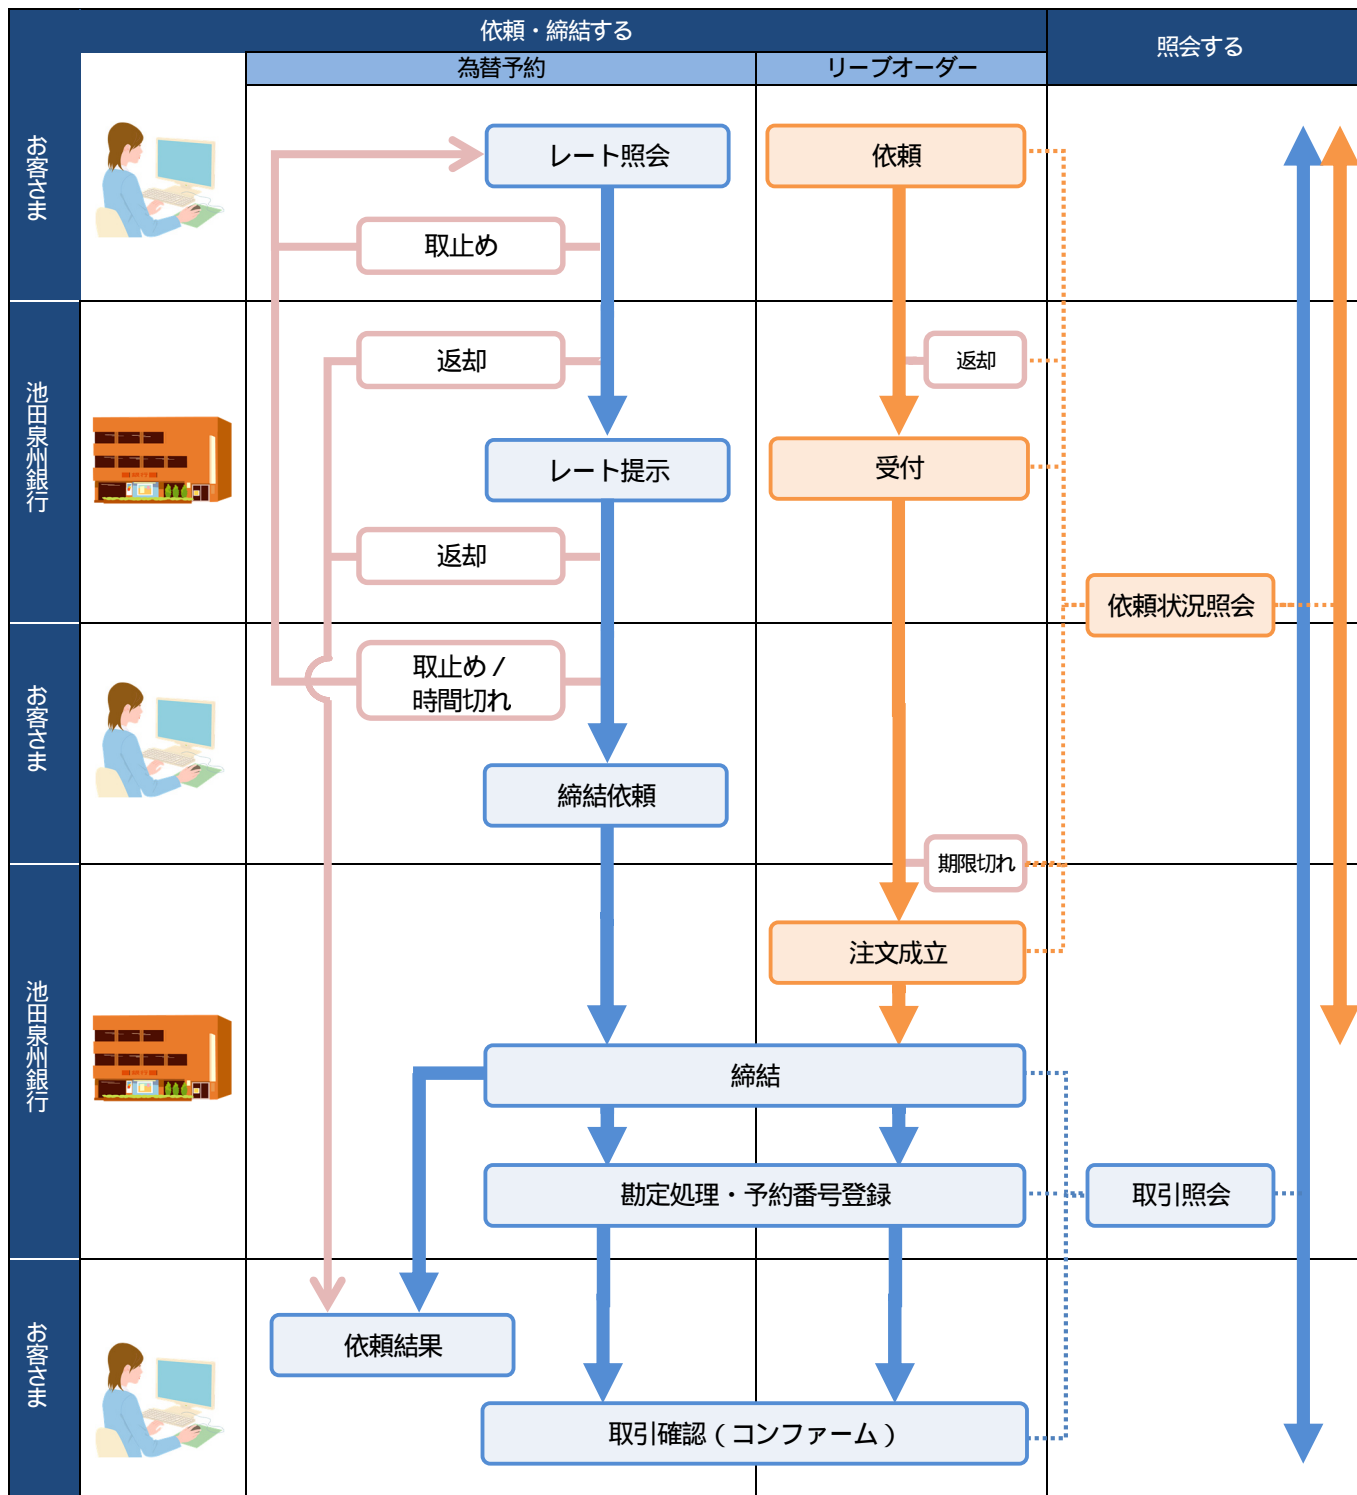 依頼・締結する
照会する
為替予約
リーブオーダー
お客さま
レート照会
依頼
取止め
池田泉州銀行
返却
返却
レート提示
受付
返却
依頼状況照会
お客さま
取止め /
時間切れ
締結依頼
期限切れ
池田泉州銀行
注文成立
締結
勘定処理・予約番号登録
取引照会
お客さま
依頼結果
取引確認 ( コンファーム )